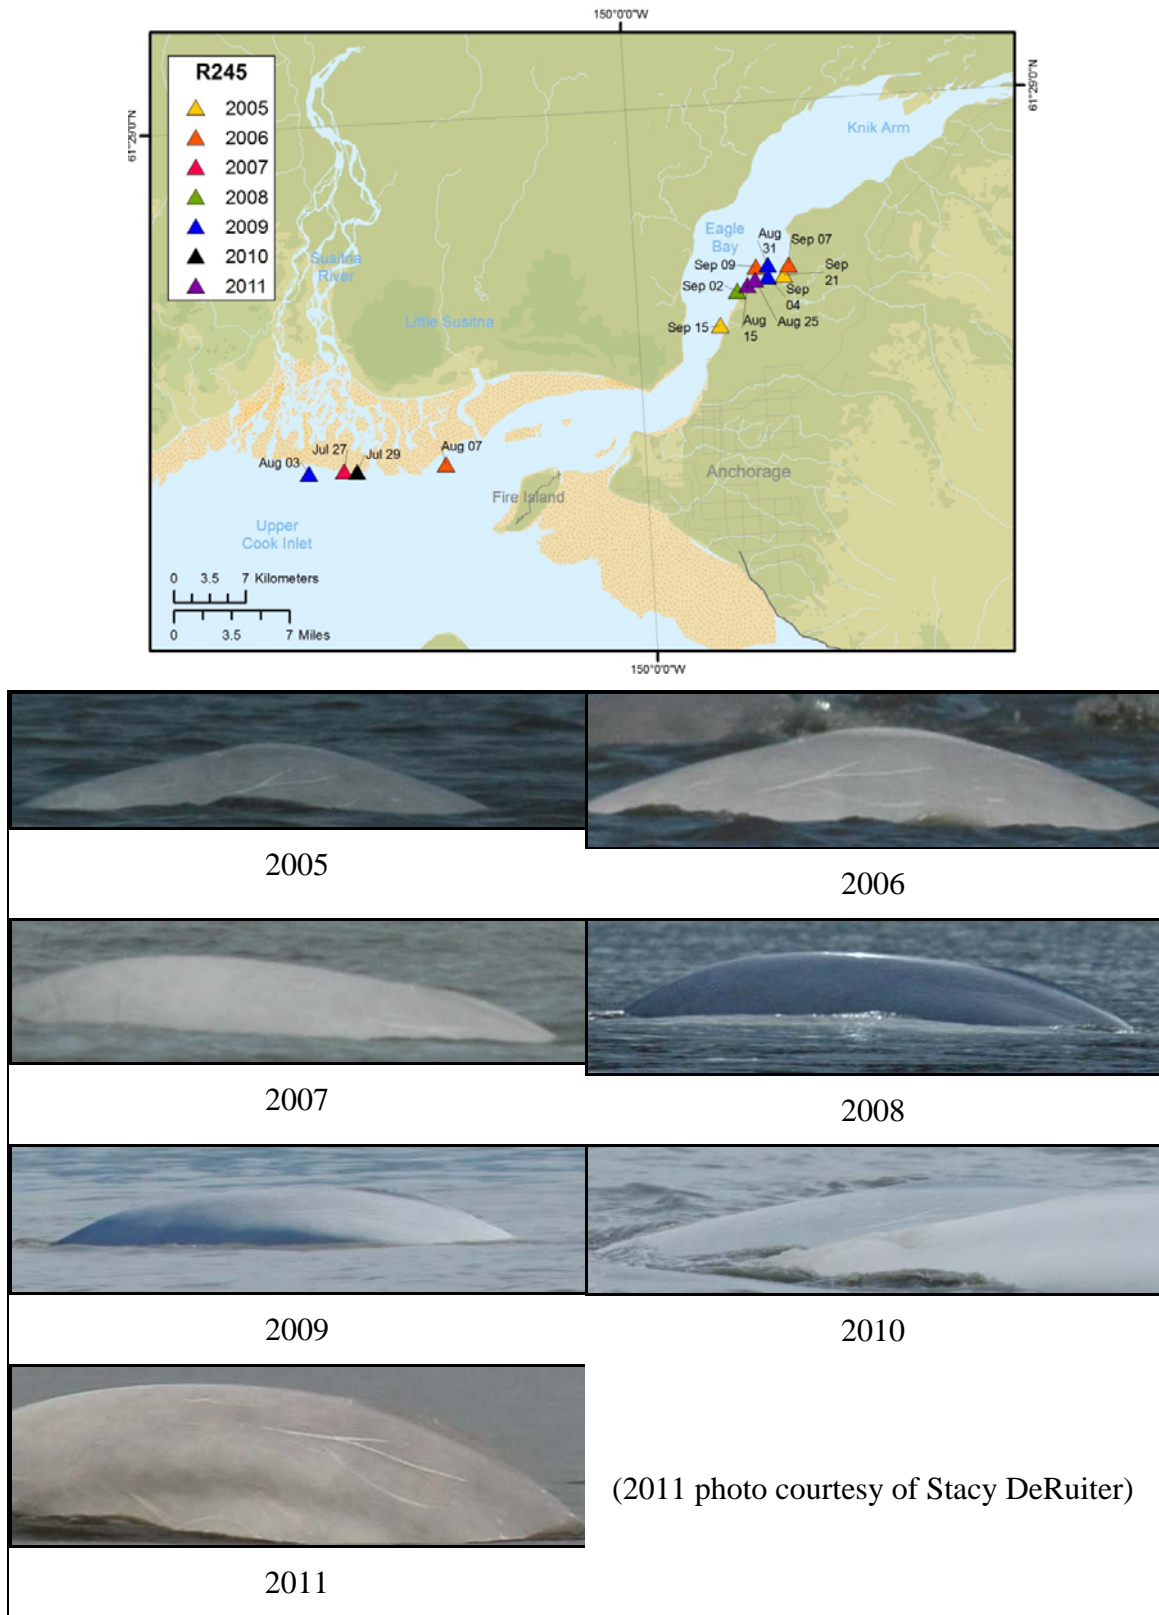 150°0'0"W
R245
2005
2006
2007
2008
2009
2010
2011
61°29'0"N
61°29'0"N
Knik Arm
Eagle
Bay
Aug
31
Sep 07
Sep 09
Sep
21
Sep 02
Sep
04
Aug
15
Aug 25
Sep 15
Susitna
River
Little Susitna
Jul 27
Jul 29
Aug 07
Aug 03
Anchorage
Fire Island
Upper
Cook Inlet
0 3.5 7 Kilometers
0 3.5 7 Miles
150°0'0"W
2005
2006
2007
2008
2009
2010
(2011 photo courtesy of Stacy DeRuiter)
2011